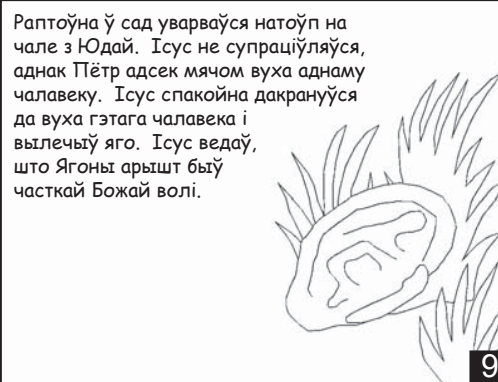 Раптоўна ў сад уварваўся натоўп на
чале з Юдай.  Ісус не супраціўляўся,
аднак Пётр адсек мячом вуха аднаму
чалавеку.  Ісус спакойна дакрануўся
да вуха гэтага чалавека і
вылечыў яго.  Ісус ведаў,
што Ягоны арышт быў
часткай Божай волі.
9